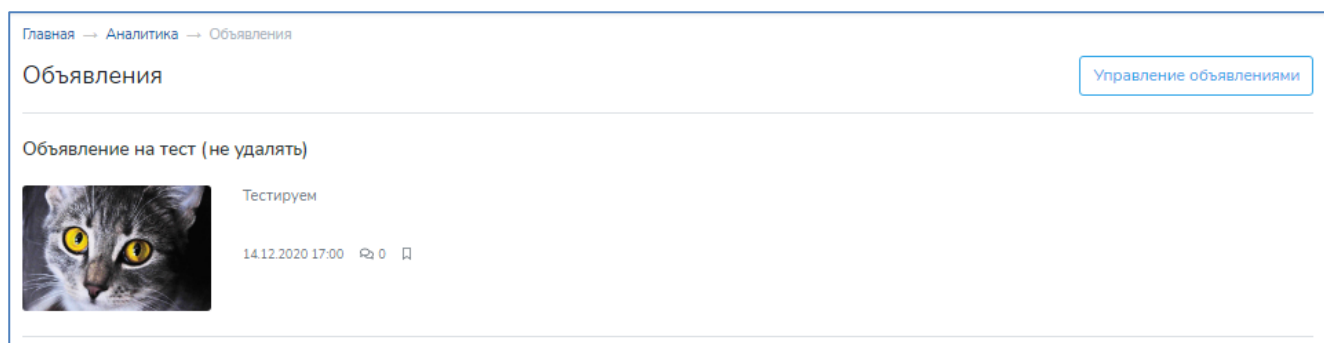 Главная → Аналитика → Объявления
Объявления
Управление объявлениями
Объявление на тест (не удалять)
Тестируем
14.12.2020 17:00 0